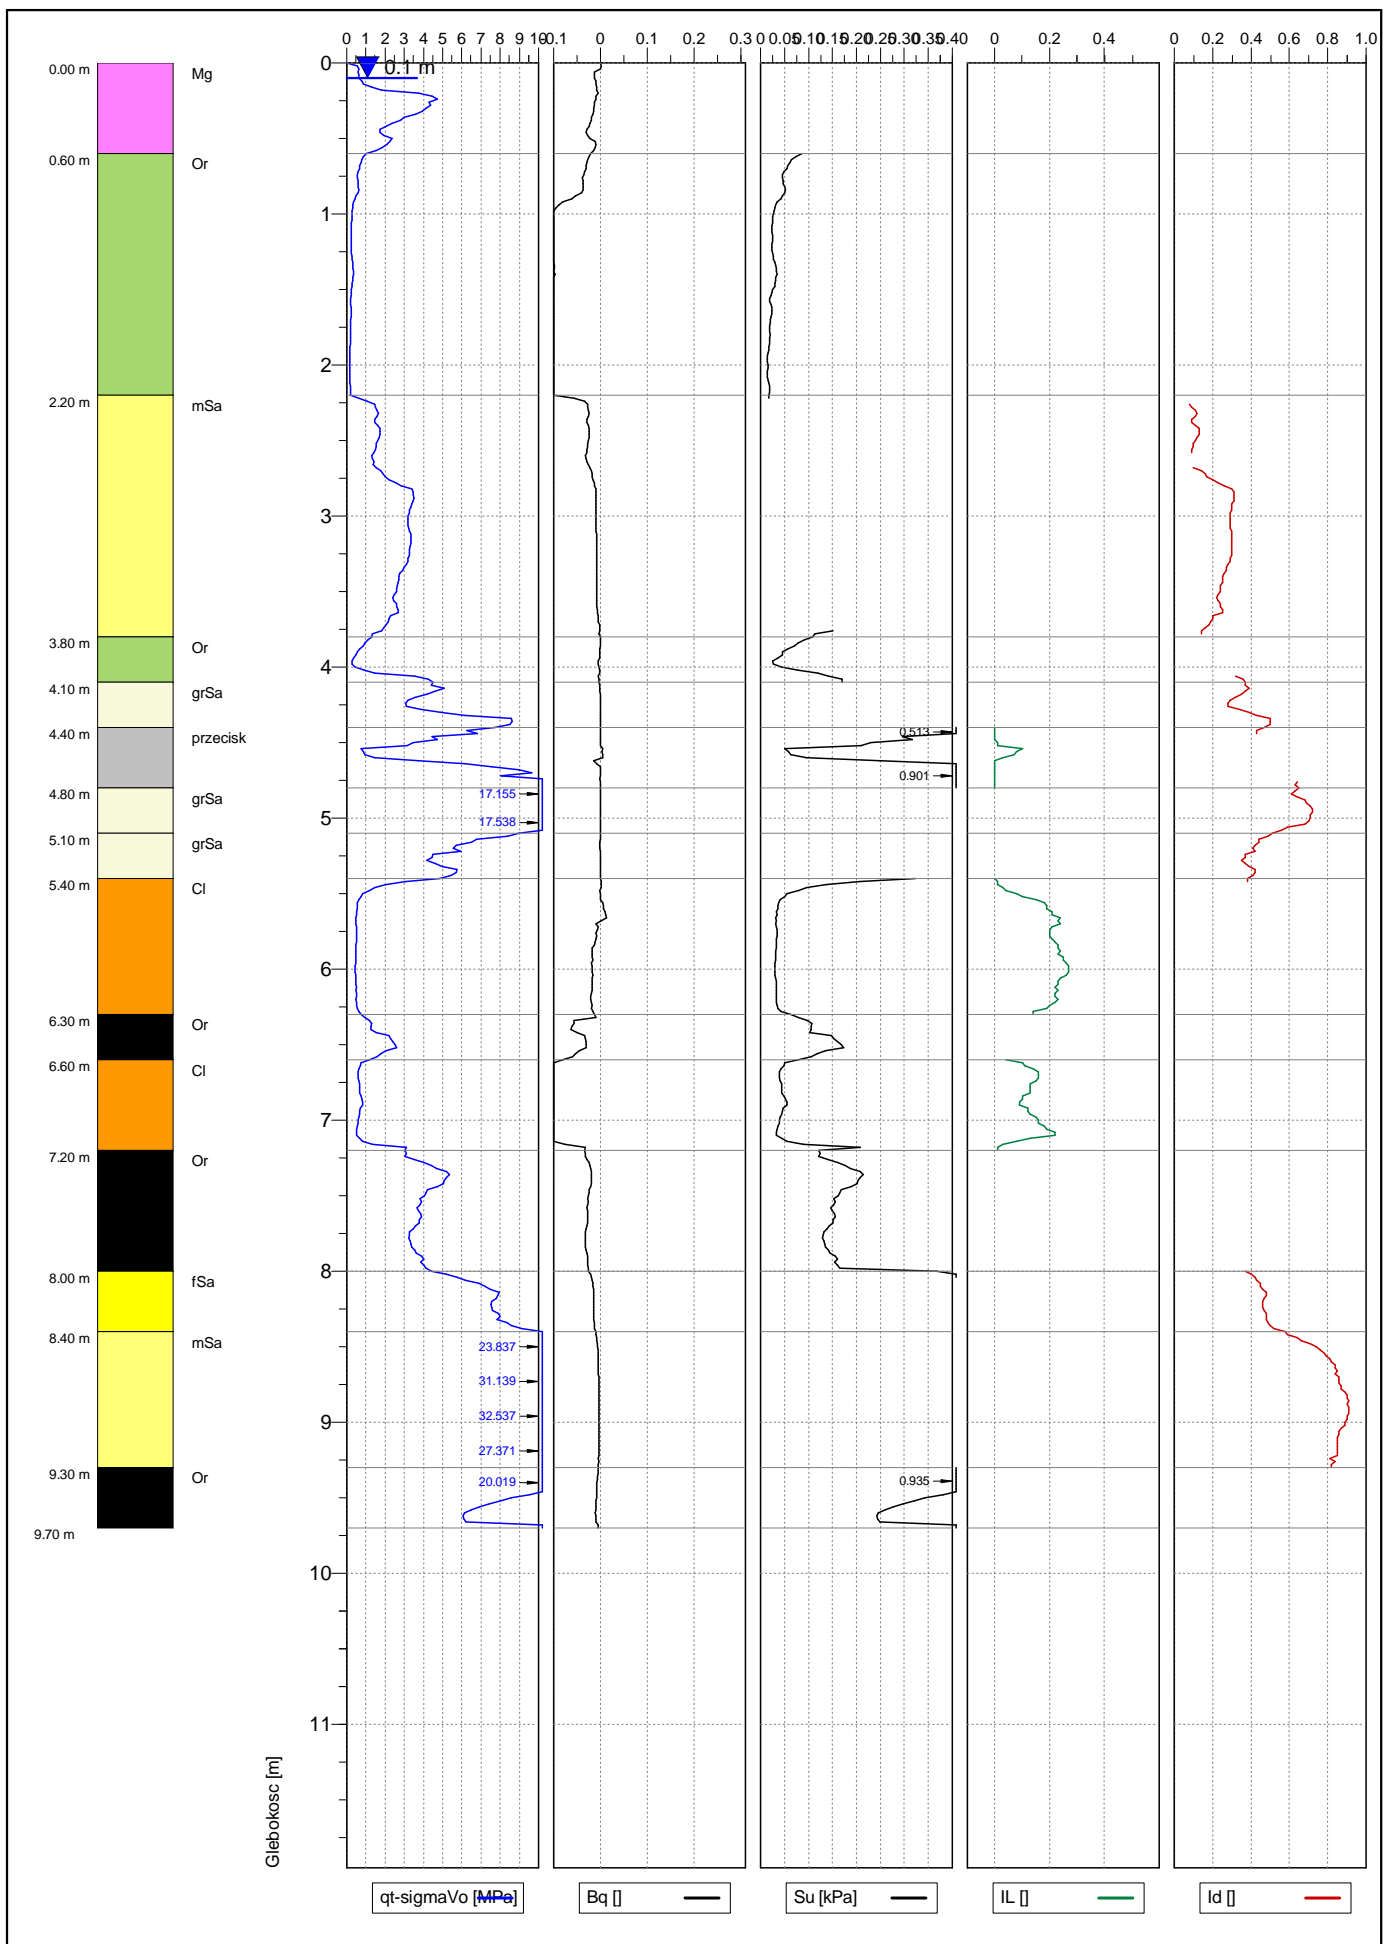 0 1 2 3 4 5 6 7 8 9 10
-0.1 0 0.1 0.2 0.3
0 0.05 0.10 0.15 0.20 0.25 0.30 0.35 0.40
0 0.2 0.4
0 0.2 0.4 0.6 0.8 1.0
0.1 m
0.00 m Mg
0.60 m Or
2.20 m mSa
3.80 m Or
4.10 m grSa
4.40 m przecisk
4.80 m grSa
5.10 m grSa
5.40 m Cl
6.30 m Or
6.60 m Cl
7.20 m Or
8.00 m fSa
8.40 m mSa
9.30 m Or
9.70 m
0
1
2
3
4
5
6
7
8
9
10
11
Glebokosc [m]
17.155
17.538
23.837
31.139
32.537
27.371
20.019
0.513
0.901
0.935
qt-sigmaVo [MPa]
Bq []
Su [kPa]
IL []
Id []